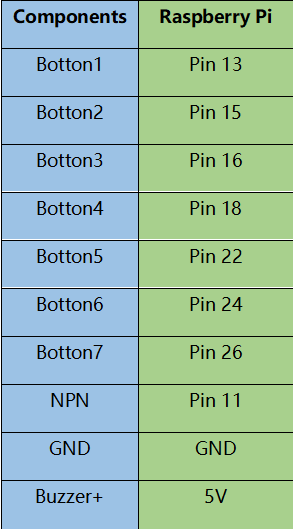 Components Raspberry Pi
Botton1 Pin 13
Botton2 Pin 15
Botton3 Pin 16
Botton4 Pin 18
Botton5 Pin 22
Botton6 Pin 24
Botton7 Pin 26
NPN Pin 11
GND GND
Buzzer+ 5V